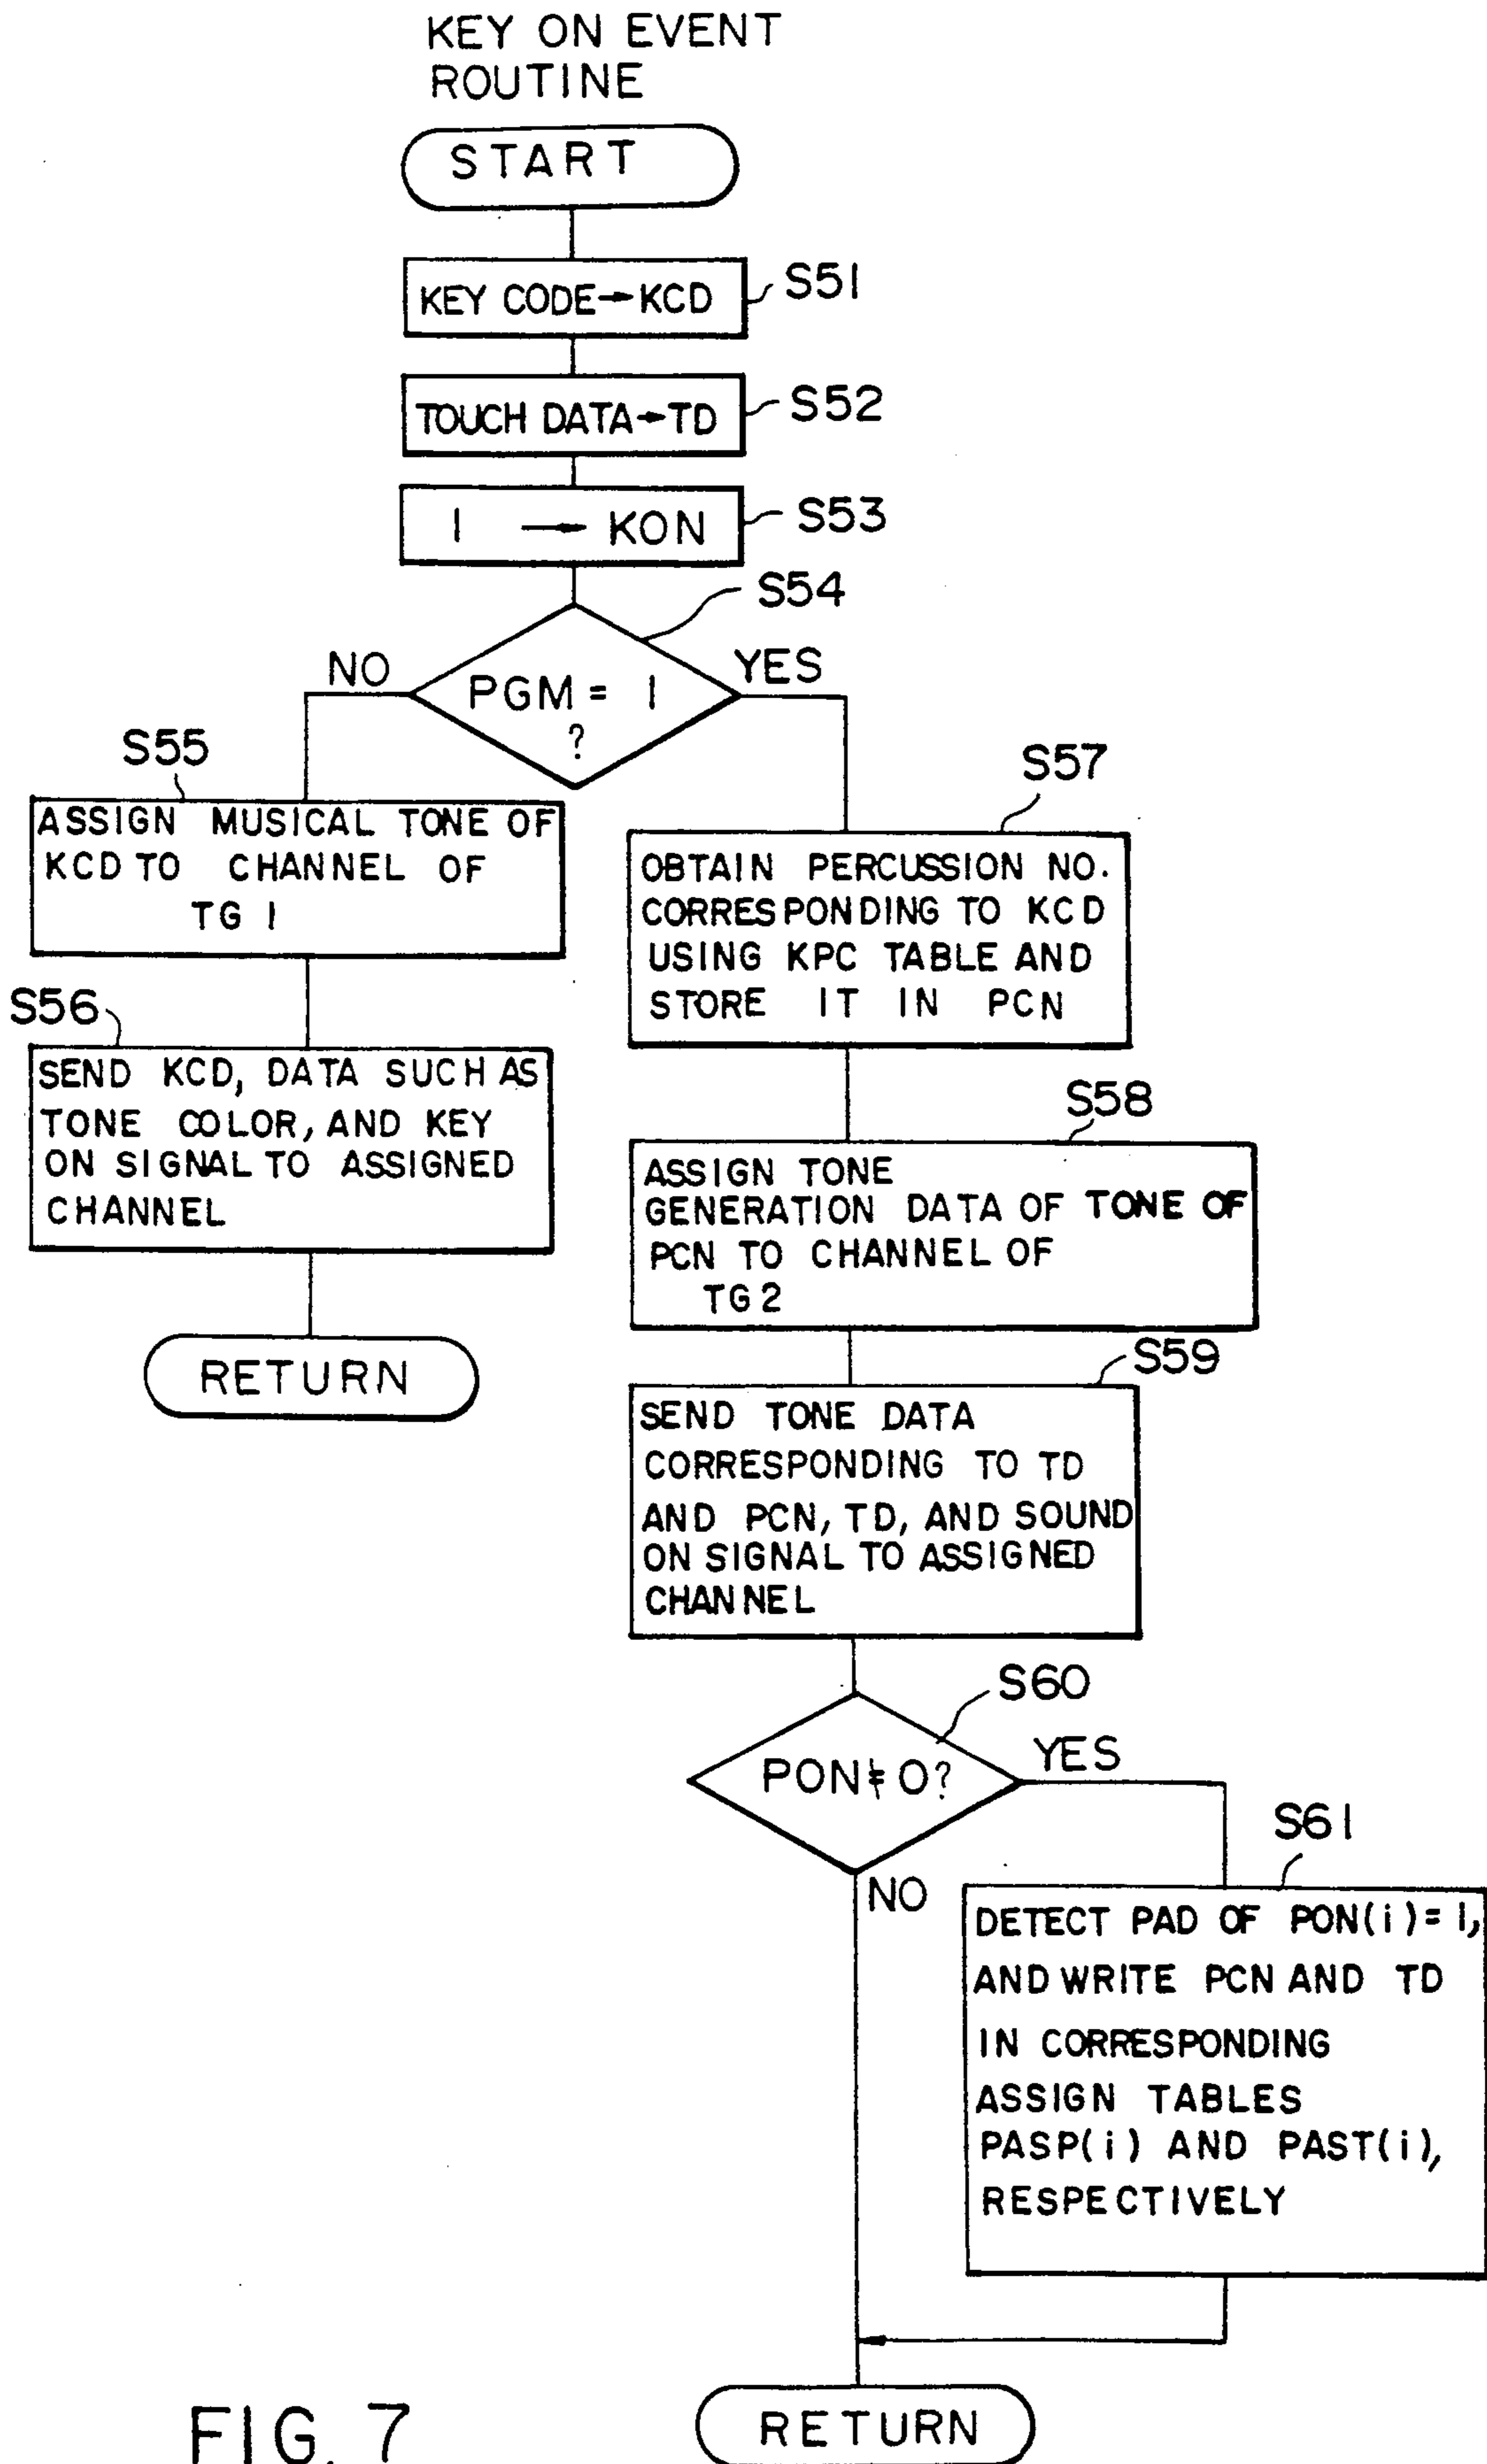 KEY ON EVENT
ROUTINE
START
KEY CODE→KCD
S51
TOUCH DATA→TD
S52
1 → KON
S53
S54
NO
PGM = 1
?
YES
S55
ASSIGN MUSICAL TONE OF
KCD TO CHANNEL OF
TG 1
S56
SEND KCD, DATA SUCH AS
TONE COLOR, AND KEY
ON SIGNAL TO ASSIGNED
CHANNEL
RETURN
S57
OBTAIN PERCUSSION NO.
CORRESPONDING TO KCD
USING KPC TABLE AND
STORE IT IN PCN
S58
ASSIGN TONE
GENERATION DATA OF TONE OF
PCN TO CHANNEL OF
TG2
S59
SEND TONE DATA
CORRESPONDING TO TD
AND PCN, TD, AND SOUND
ON SIGNAL TO ASSIGNED
CHANNEL
S60
PON≠0?
YES
NO
S61
DETECT PAD OF PON(i)=1,
AND WRITE PCN AND TD
IN CORRESPONDING
ASSIGN TABLES
PASP(i) AND PAST(i),
RESPECTIVELY
RETURN
FIG. 7